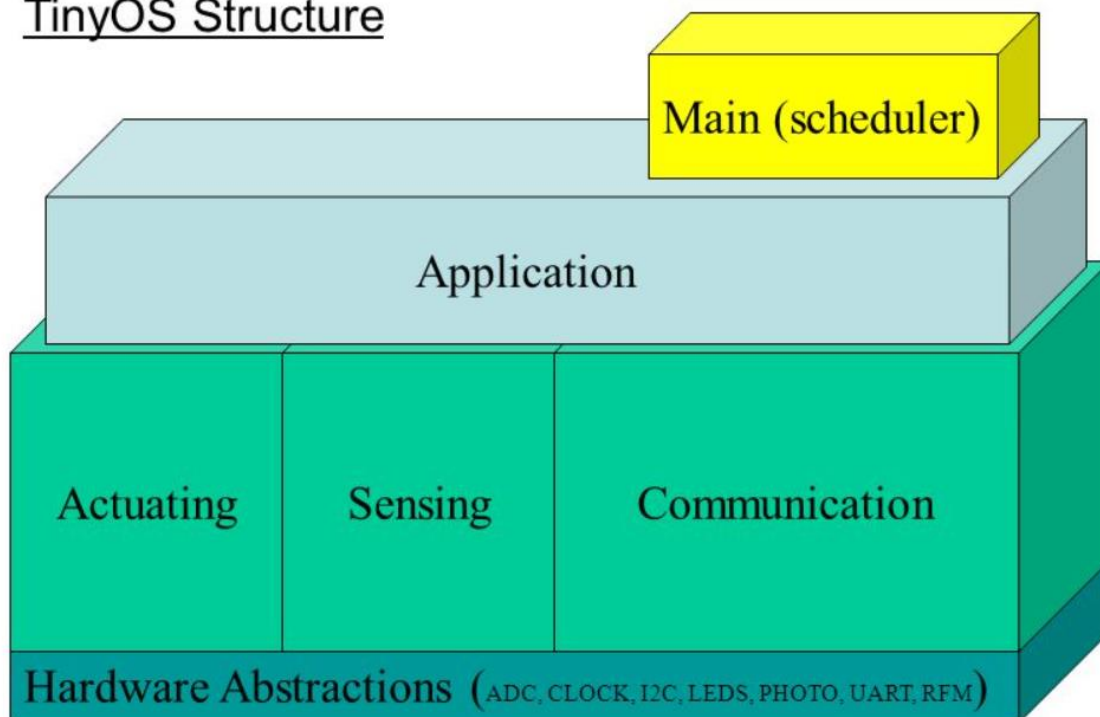 TinyOS Structure
Main (scheduler)
Application
Actuating
Sensing
Communication
Hardware Abstractions (ADC, CLOCK, I2C, LEDS, PHOTO, UART, RFM)